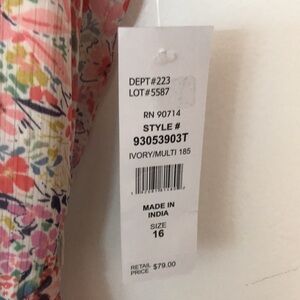 DEPT#223
LOT#5587
RN 90714
STYLE #
93053903T
IVORY/MULTI 185
MADE IN
INDIA
SIZE
16
RETAIL
PRICE $79.00